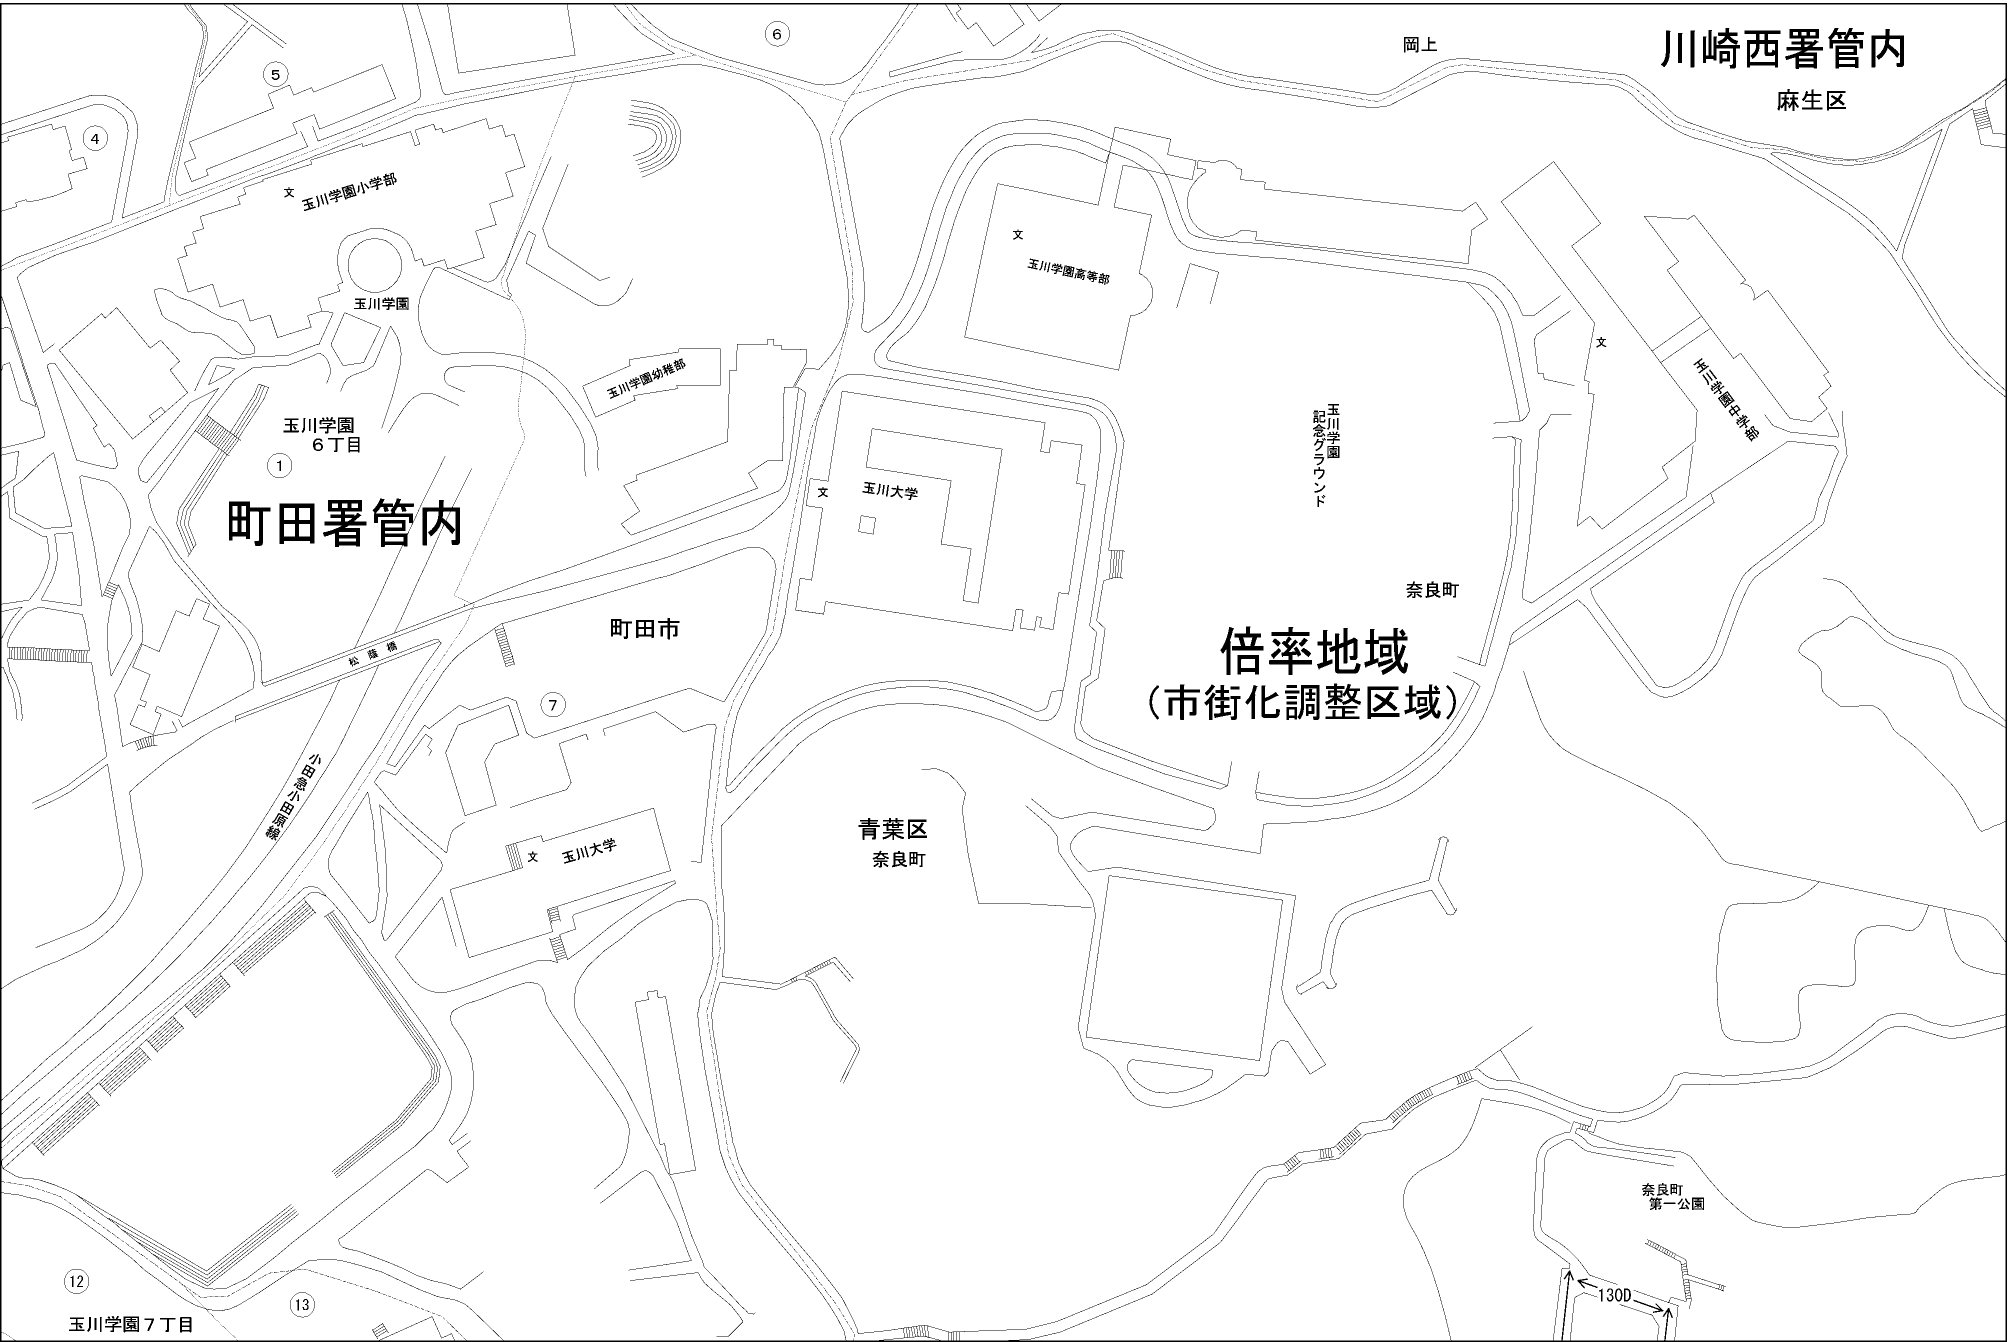 川崎西署管内
岡上
麻生区
⑥
⑤
④
文
玉川学園小学部
文
玉川学園高等部
玉川学園
文
玉川学園中学部
玉川学園幼稚部
玉川学園
記念グラウンド
玉川学園
6丁目
①
文
玉川大学
町田署管内
奈良町
町田市
倍率地域
(市街化調整区域)
松蔭橋
⑦
小田急小田原線
青葉区
奈良町
文
玉川大学
奈良町
第一公園
⑫
⑬
130D
玉川学園7丁目